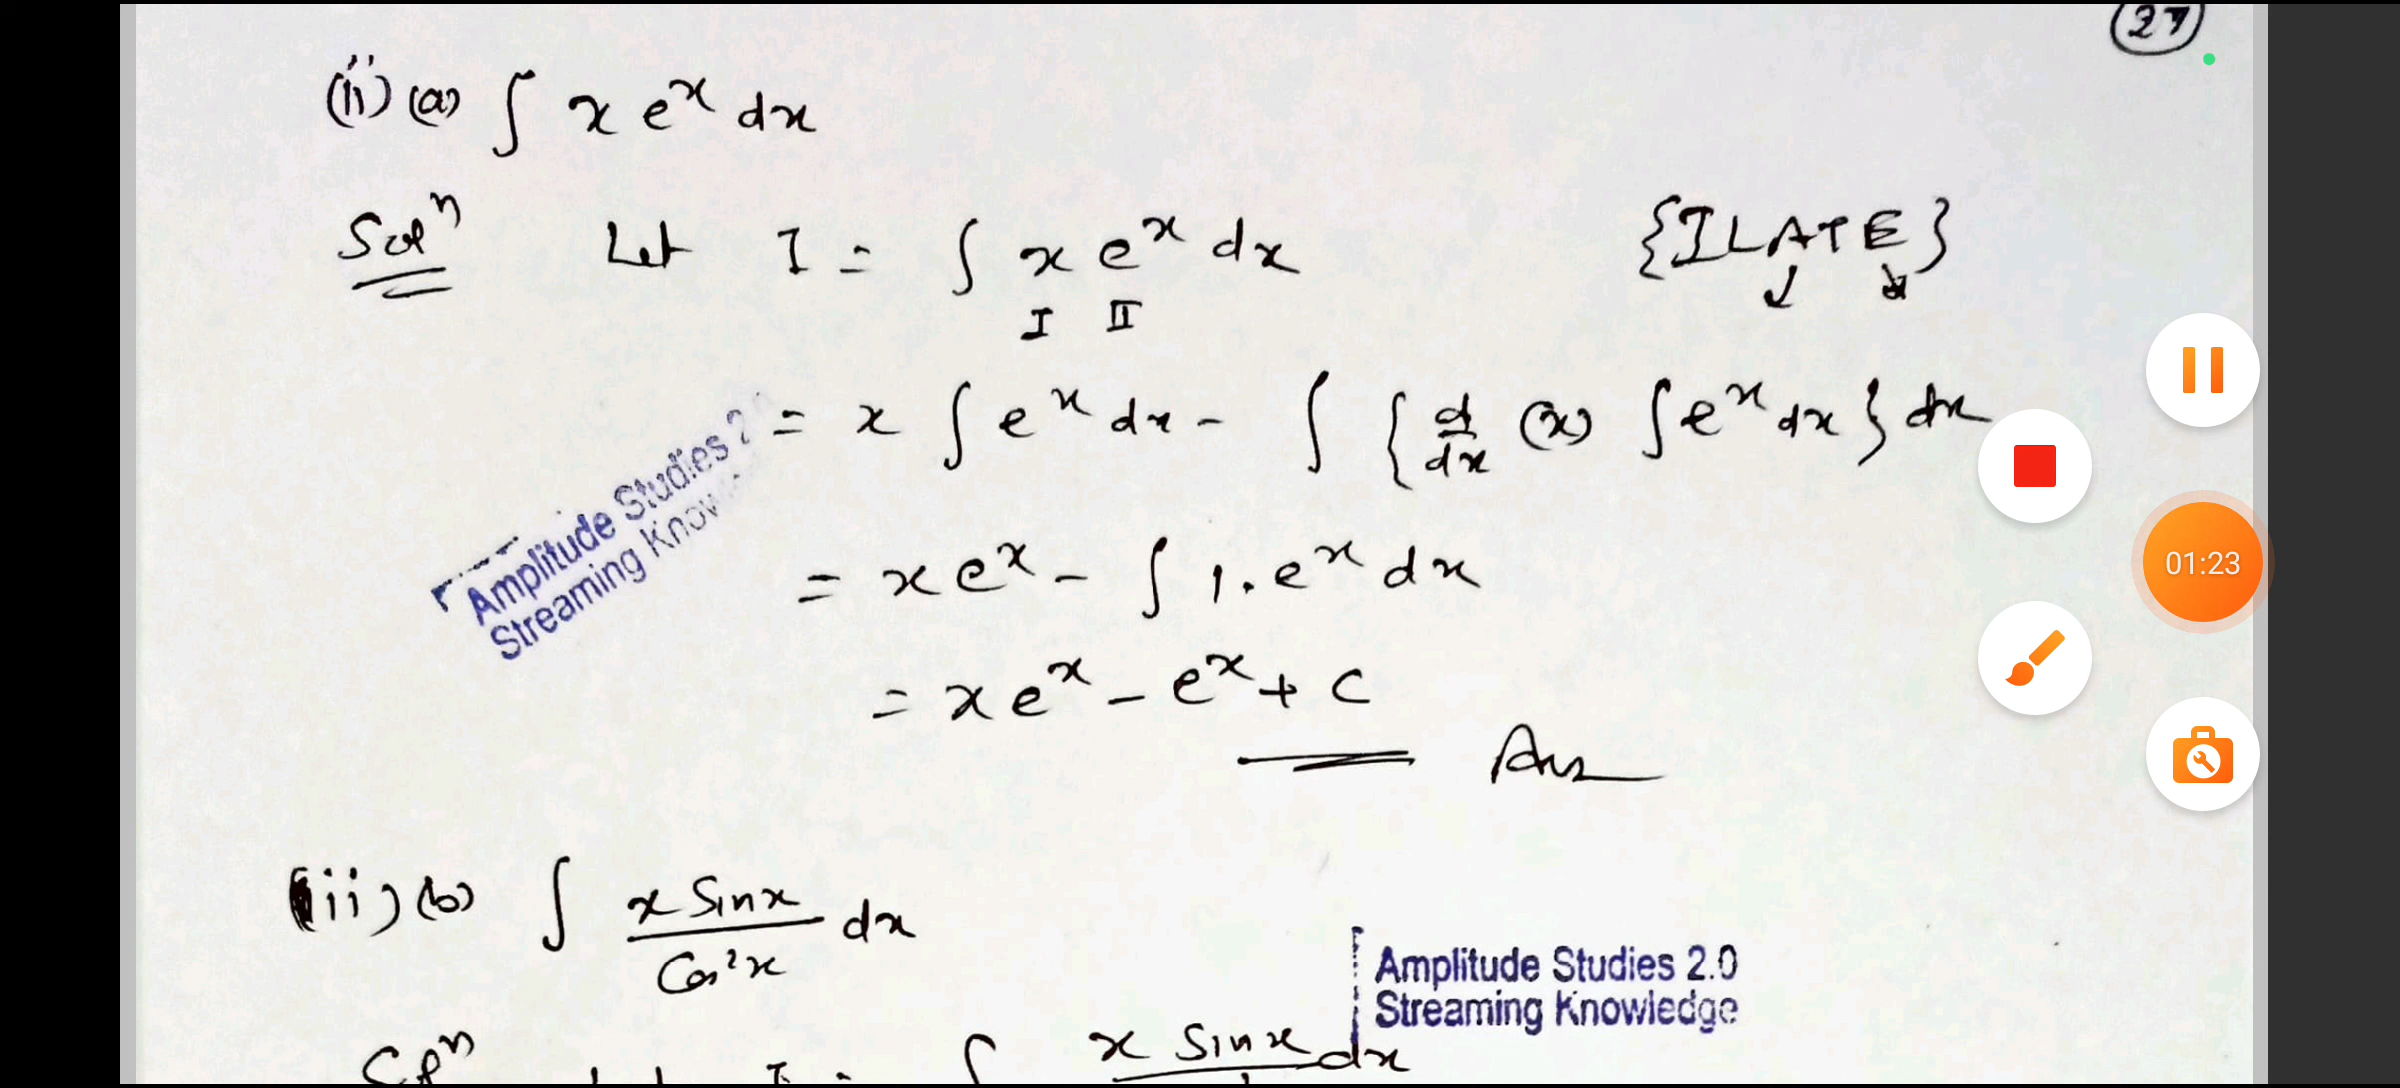 27
(ii) (a) ∫ x eˣ dx
Solⁿ Let I = ∫ x eˣ dx {ILATE}
I II
= x ∫ eˣ dx - ∫ { d/dx (x) ∫ eˣ dx } dx
= x eˣ - ∫ 1. eˣ dx
= x eˣ - eˣ + c
Ans
Amplitude Studies 2
Streaming Know
01:23
(ii) (b) ∫ x Sin x / Cos²x dx
Amplitude Studies 2.0
Streaming Knowledge
Solⁿ Let I = ∫ x Sin x dx